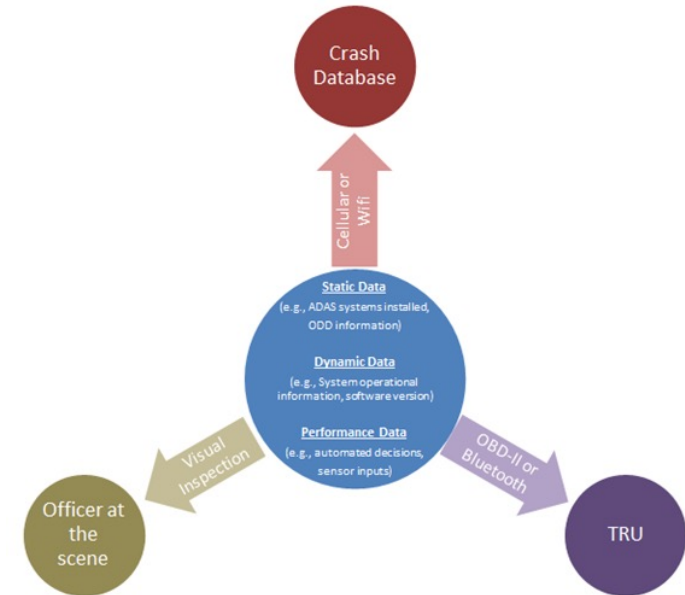 Crash
Database
Cellular or
Wifi
Static Data
(e.g., ADAS systems installed,
ODD information)
Dynamic Data
(e.g., System operational
information, software version)
Performance Data
(e.g., automated decisions,
sensor inputs)
Visual
Inspection
OBD-II or
Bluetooth
Officer at
the
scene
TRU